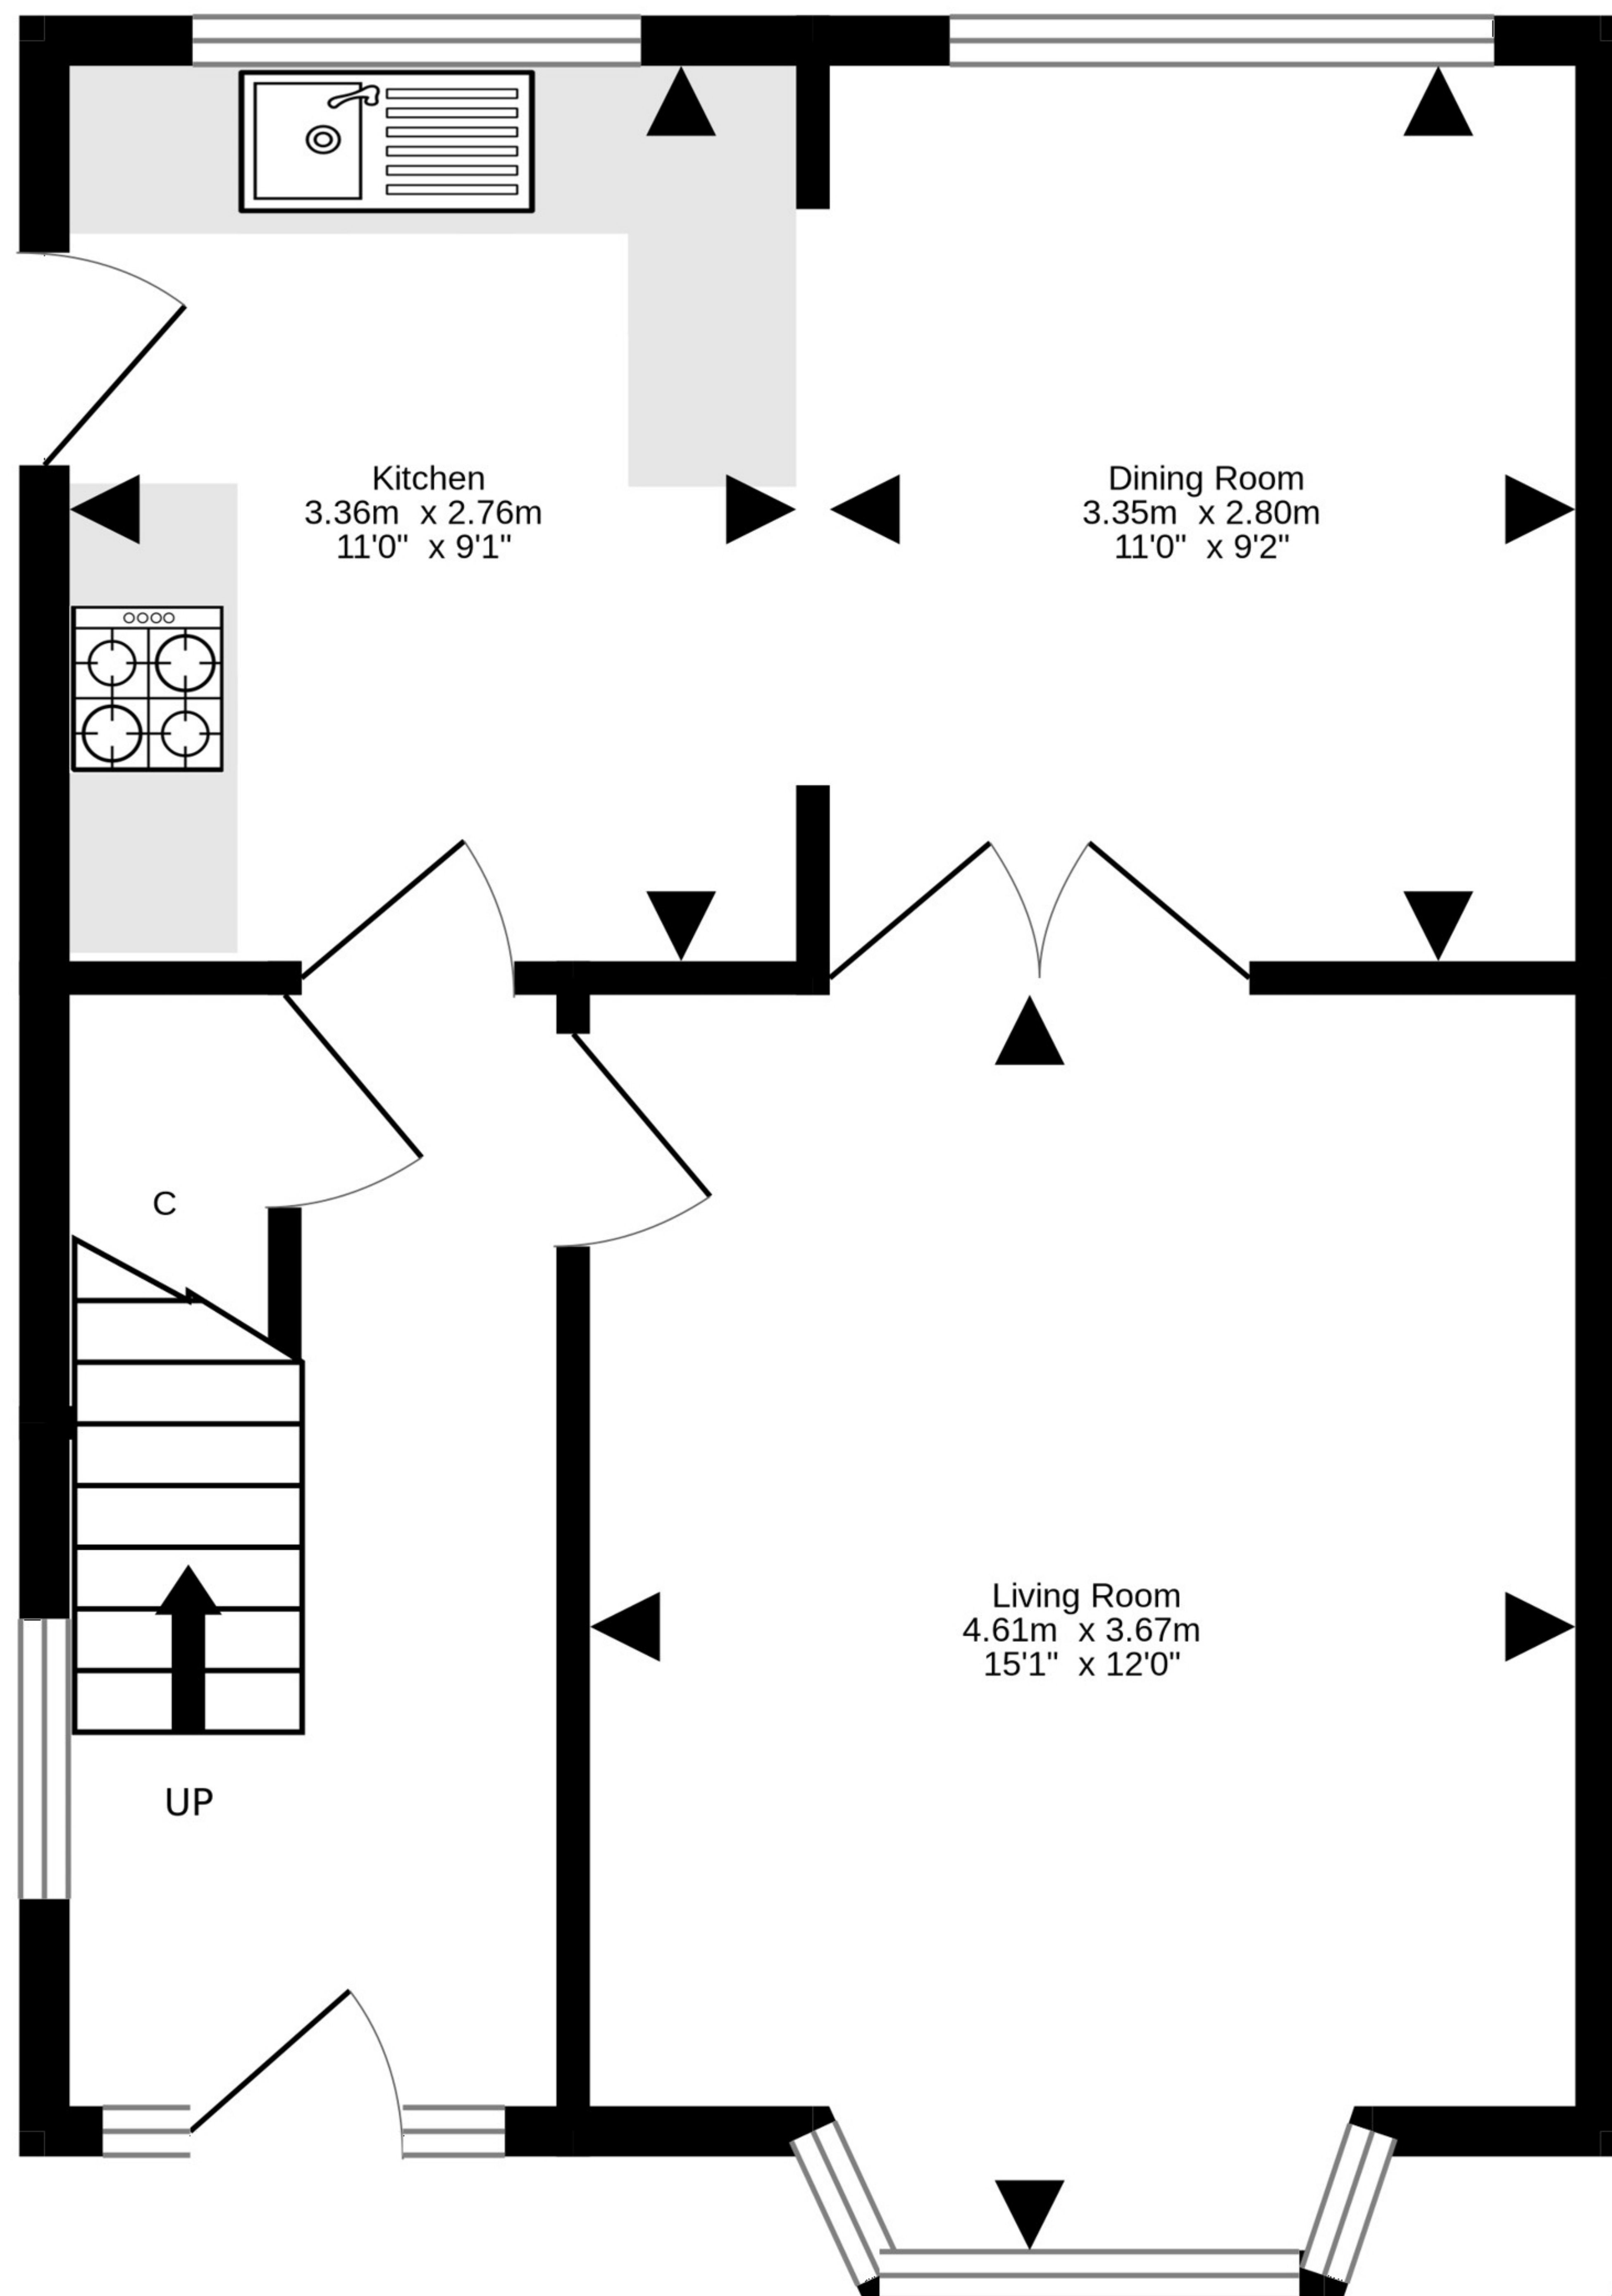 Kitchen
3.36m x 2.76m
11'0" x 9'1"
Dining Room
3.35m x 2.80m
11'0" x 9'2"
C
Living Room
4.61m x 3.67m
15'1" x 12'0"
UP